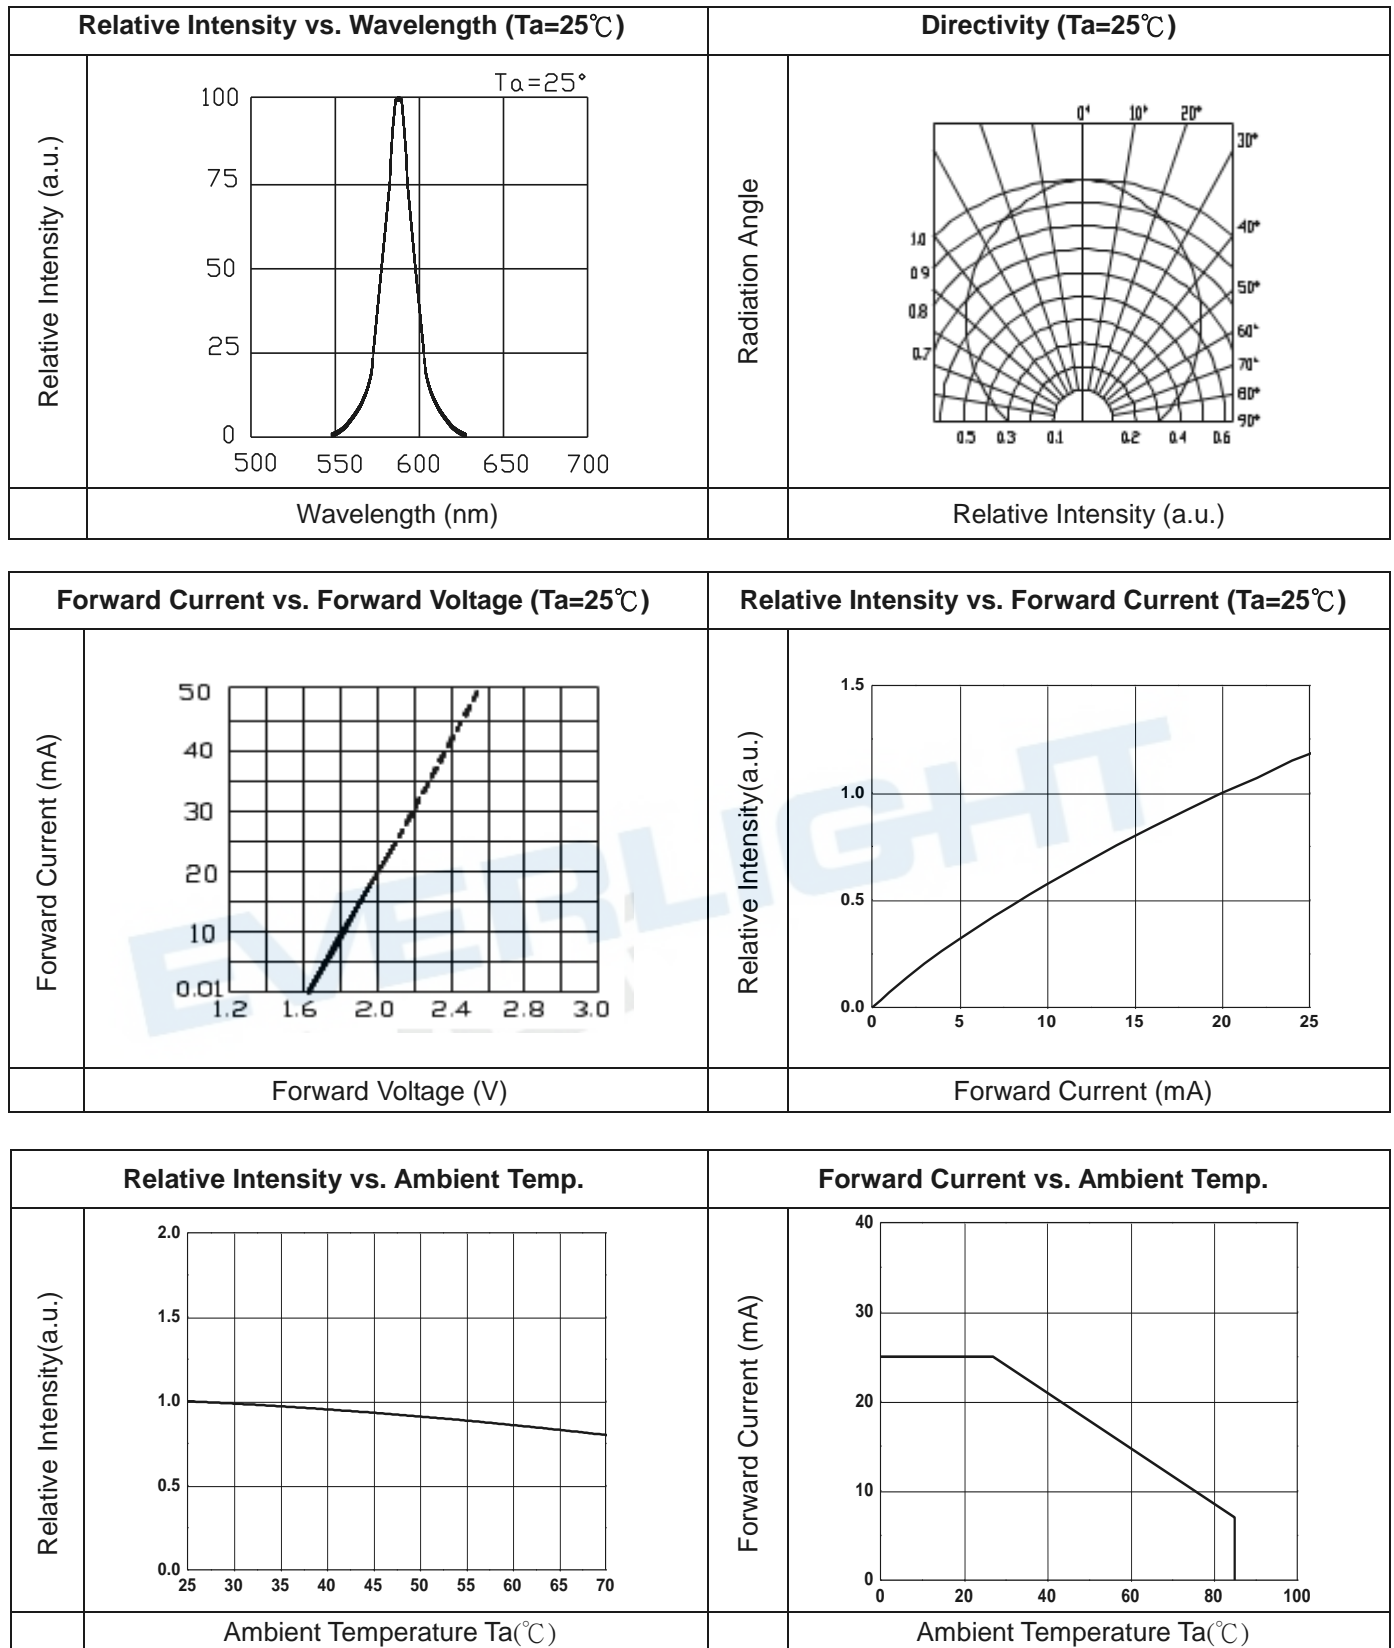 Relative Intensity vs. Wavelength (Ta=25℃)
Directivity (Ta=25℃)
Relative Intensity (a.u.)
Ta=25°
100
75
50
25
0
500 550 600 650 700
Wavelength (nm)
Radiation Angle
0° 10° 20°
30°
40°
50°
60°
70°
80°
90°
1.0
0.9
0.8
0.7
0.5 0.3 0.1 0.2 0.4 0.6
Relative Intensity (a.u.)
Forward Current vs. Forward Voltage (Ta=25℃)
Relative Intensity vs. Forward Current (Ta=25℃)
Forward Current (mA)
50
40
30
20
10
0.01
1.2 1.6 2.0 2.4 2.8 3.0
Forward Voltage (V)
Relative Intensity(a.u.)
1.5
1.0
0.5
0.0
0 5 10 15 20 25
Forward Current (mA)
EVERLIGHT
Relative Intensity vs. Ambient Temp.
Forward Current vs. Ambient Temp.
Relative Intensity(a.u.)
2.0
1.5
1.0
0.5
0.0
25 30 35 40 45 50 55 60 65 70
Ambient Temperature Ta(℃)
Forward Current (mA)
40
30
20
10
0
0 20 40 60 80 100
Ambient Temperature Ta(℃)